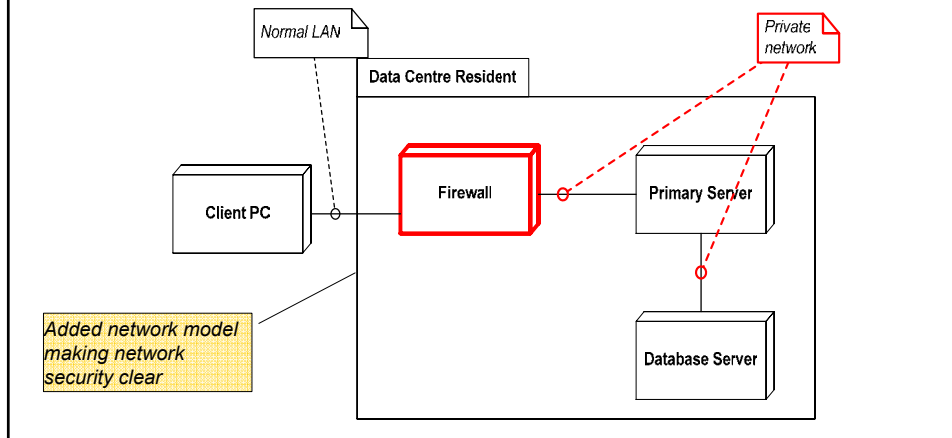 Normal LAN
Private
network
Data Centre Resident
Firewall
Primary Server
Client PC
Added network model
making network
security clear
Database Server